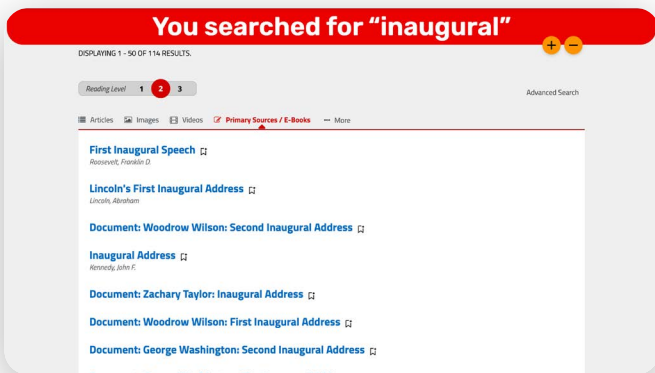 You searched for “inaugural”
DISPLAYING 1 - 50 OF 114 RESULTS.
Reading Level 1 2 3
Advanced Search
Articles Images Videos Primary Sources / E-Books More
First Inaugural Speech
Roosevelt, Franklin D.
Lincoln's First Inaugural Address
Lincoln, Abraham
Document: Woodrow Wilson: Second Inaugural Address
Inaugural Address
Kennedy, John F.
Document: Zachary Taylor: Inaugural Address
Document: Woodrow Wilson: First Inaugural Address
Document: George Washington: Second Inaugural Address